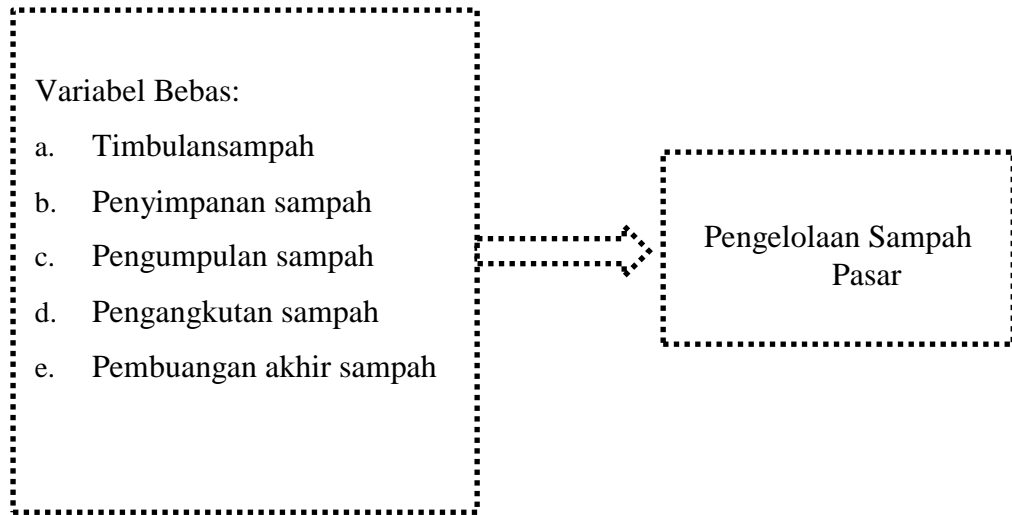 Variabel Bebas:
a. Timbulansampah
b. Penyimpanan sampah
c. Pengumpulan sampah
d. Pengangkutan sampah
e. Pembuangan akhir sampah
Pengelolaan Sampah
Pasar